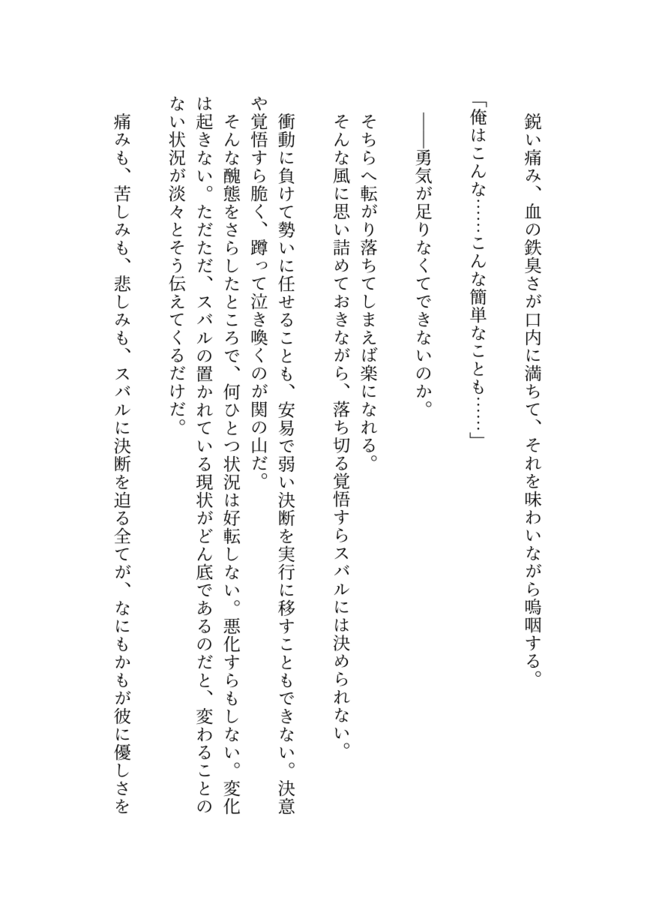 鋭い痛み、血の鉄臭さが口内に満ちて、それを味わいながら嗚咽する。
「俺はこんな……こんな簡単なことも……」
――勇気が足りなくてできないのか。
そちらへ転がり落ちてしまえば楽になれる。
そんな風に思い詰めておきながら、落ち切る覚悟すらスバルには決められない。
衝動に負けて勢いに任せることも、安易で弱い決断を実行に移すこともできない。決意
や覚悟すら脆く、蹲って泣き喚くのが関の山だ。
そんな醜態をさらしたところで、何ひとつ状況は好転しない。悪化すらもしない。変化
は起きない。ただただ、スバルの置かれている現状がどん底であるのだと、変わることの
ない状況が淡々とそう伝えてくるだけだ。
痛みも、苦しみも、悲しみも、スバルに決断を迫る全てが、なにもかもが彼に優しさを